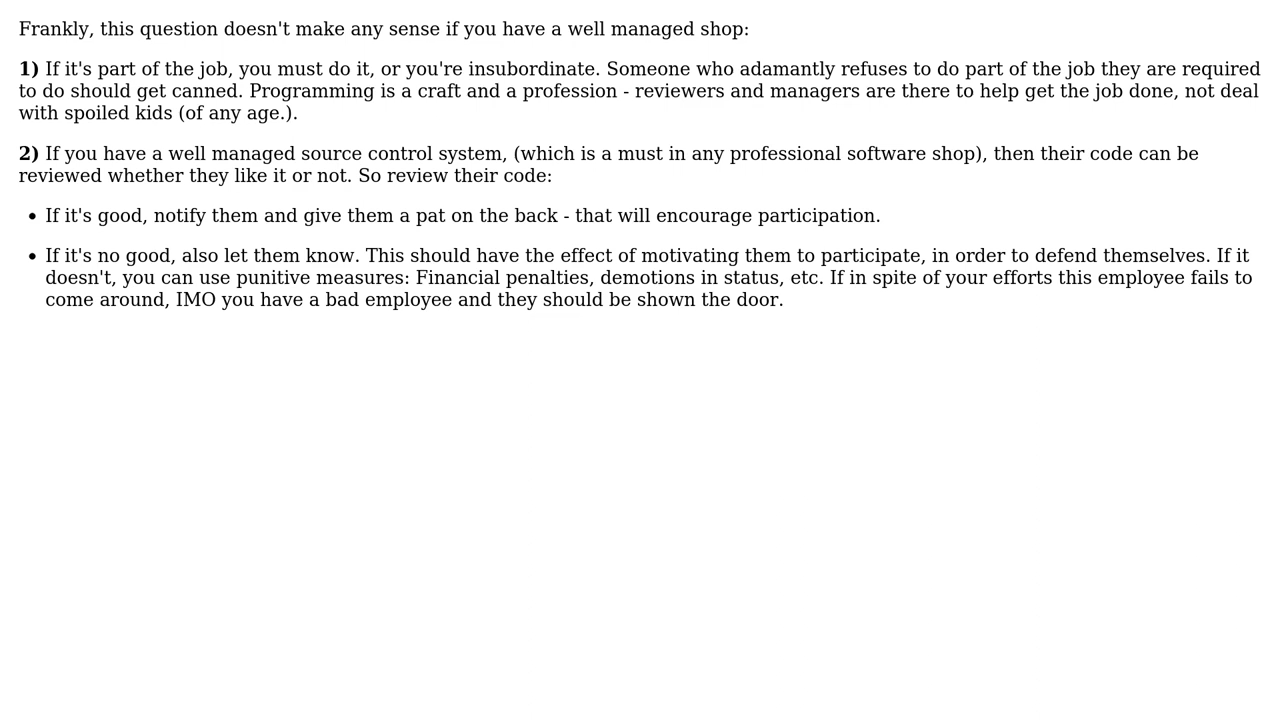 Frankly, this question doesn't make any sense if you have a well managed shop:
1) If it's part of the job, you must do it, or you're insubordinate. Someone who adamantly refuses to do part of the job they are required
to do should get canned. Programming is a craft and a profession - reviewers and managers are there to help get the job done, not deal
with spoiled kids (of any age.).
2) If you have a well managed source control system, (which is a must in any professional software shop), then their code can be
reviewed whether they like it or not. So review their code:
• If it's good, notify them and give them a pat on the back - that will encourage participation.
• If it's no good, also let them know. This should have the effect of motivating them to participate, in order to defend themselves. If it
doesn't, you can use punitive measures: Financial penalties, demotions in status, etc. If in spite of your efforts this employee fails to
come around, IMO you have a bad employee and they should be shown the door.